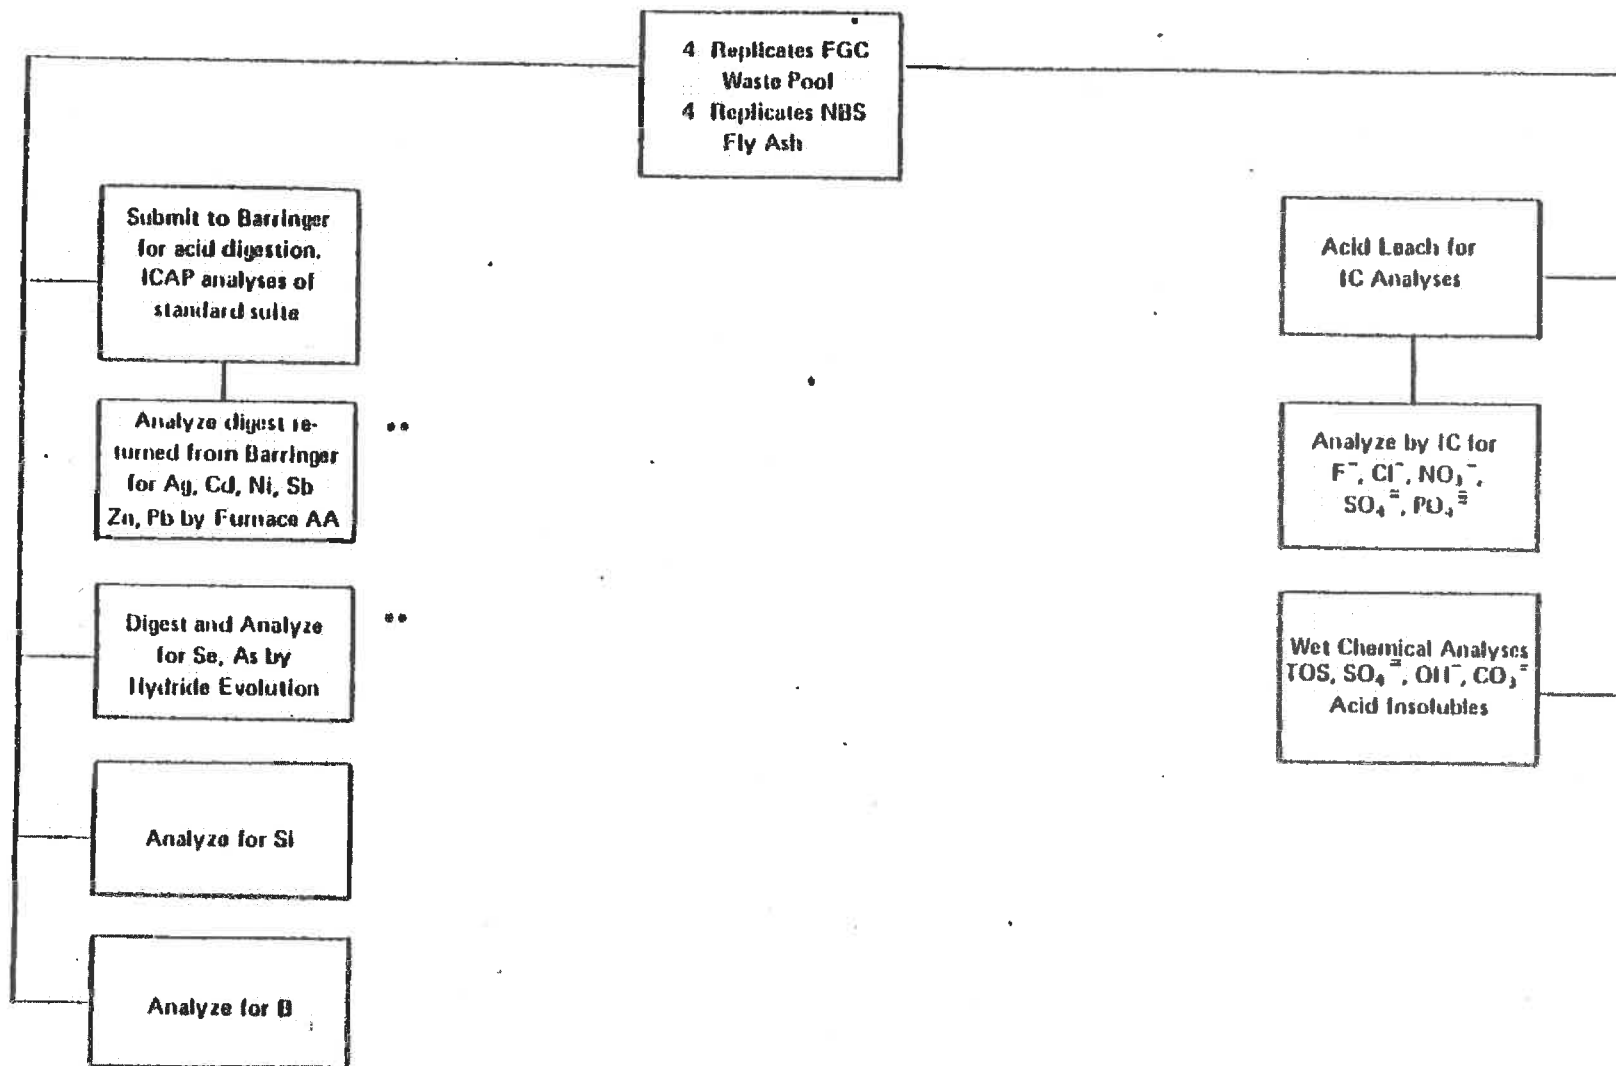 4 Replicates FGC
Waste Pool
4 Replicates NBS
Fly Ash
Submit to Barringer
for acid digestion.
ICAP analyses of
standard suite
Analyze digest re-
turned from Barringer
for Ag, Cd, Ni, Sb
Zn, Pb by Furnace AA
**
Digest and Analyze
for Se, As by
Hydride Evolution
**
Analyze for Si
Analyze for B
Acid Leach for
IC Analyses
Analyze by IC for
F⁻, Cl⁻, NO₃⁻,
SO₄⁼, PO₄≡
Wet Chemical Analyses
TOS, SO₄⁼, OH⁻, CO₃⁼
Acid Insolubles